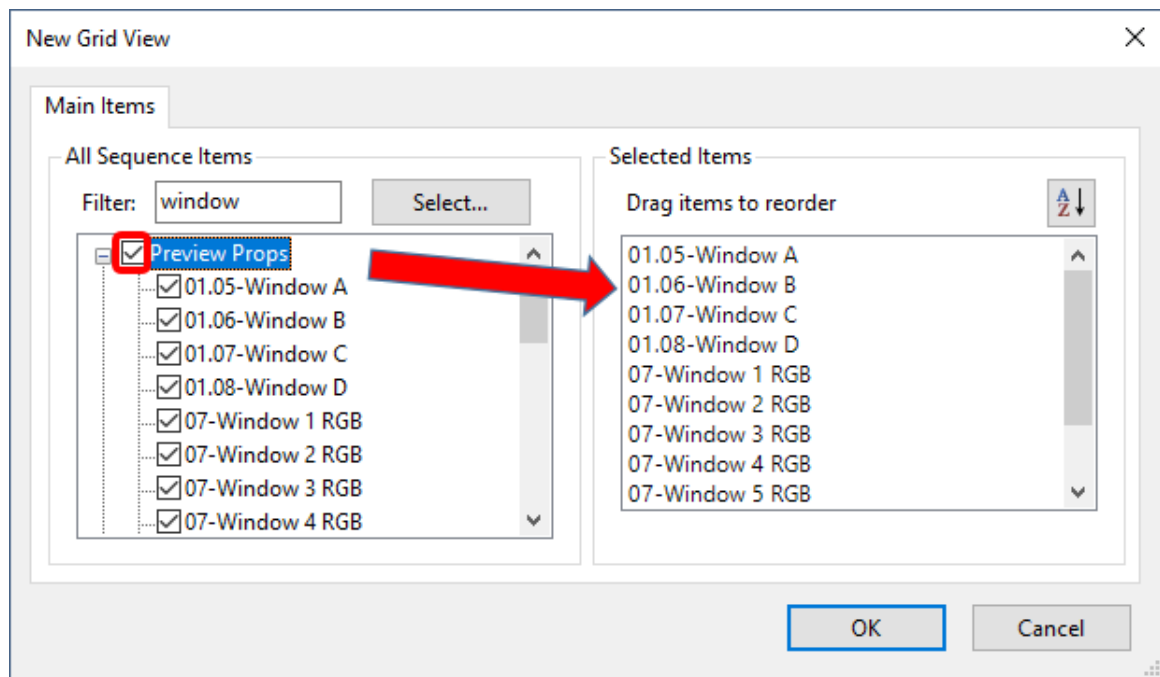 New Grid View
Main Items
All Sequence Items
Filter: window Select...
Preview Props
01.05-Window A
01.06-Window B
01.07-Window C
01.08-Window D
07-Window 1 RGB
07-Window 2 RGB
07-Window 3 RGB
07-Window 4 RGB
Selected Items
Drag items to reorder
A
Z
01.05-Window A
01.06-Window B
01.07-Window C
01.08-Window D
07-Window 1 RGB
07-Window 2 RGB
07-Window 3 RGB
07-Window 4 RGB
07-Window 5 RGB
OK Cancel